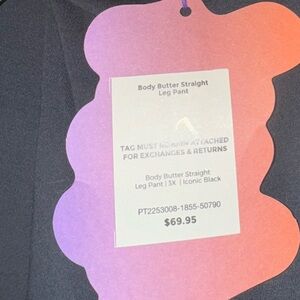 Body Butter Straight
Leg Pant
TAG MUST REMAIN ATTACHED
FOR EXCHANGES & RETURNS
Body Butter Straight
Leg Pant | 3X | Iconic Black
PT2253008-1855-50790
$69.95